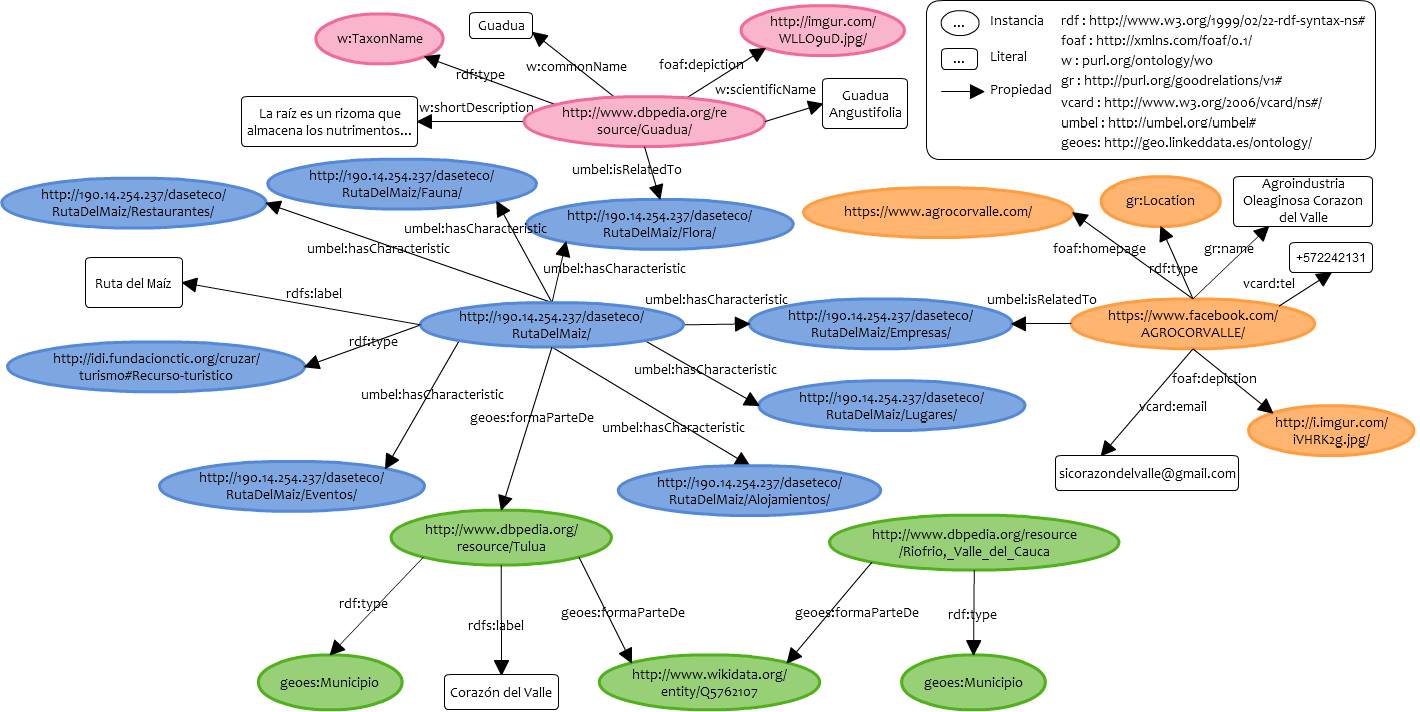 w:TaxonName
Guadua
http://imgur.com/
WLLO9uD.jpg/
rdf:type
w:commonName
foaf:depiction
w:scientificName
La raíz es un rizoma que
almacena los nutrimentos...
w:shortDescription
http://www.dbpedia.org/re
source/Guadua/
Guadua
Angustifolia
umbel:isRelatedTo
...
Instancia
...
Literal
Propiedad
rdf : http://www.w3.org/1999/02/22-rdf-syntax-ns#
foaf : http://xmlns.com/foaf/0.1/
w : purl.org/ontology/wo
gr : http://purl.org/goodrelations/v1#
vcard : http://www.w3.org/2006/vcard/ns#/
umbel : http://umbel.org/umbel#
geoes: http://geo.linkeddata.es/ontology/
http://190.14.254.237/daseteco/
RutaDelMaiz/Restaurantes/
http://190.14.254.237/daseteco/
RutaDelMaiz/Fauna/
http://190.14.254.237/daseteco/
RutaDelMaiz/Flora/
umbel:hasCharacteristic
umbel:hasCharacteristic
umbel:hasCharacteristic
https://www.agrocorvalle.com/
gr:Location
Agroindustria
Oleaginosa Corazon
del Valle
+572242131
foaf:homepage
rdf:type
gr:name
vcard:tel
Ruta del Maíz
rdfs:label
http://190.14.254.237/daseteco/
RutaDelMaiz/
umbel:hasCharacteristic
http://190.14.254.237/daseteco/
RutaDelMaiz/Empresas/
umbel:isRelatedTo
https://www.facebook.com/
AGROCORVALLE/
http://idi.fundacionctic.org/cruzar/
turismo#Recurso-turistico
rdf:type
umbel:hasCharacteristic
geoes:formaParteDe
umbel:hasCharacteristic
umbel:hasCharacteristic
http://190.14.254.237/daseteco/
RutaDelMaiz/Lugares/
foaf:depiction
vcard:email
http://i.imgur.com/
iVHRK2g.jpg/
sicorazondelvalle@gmail.com
http://190.14.254.237/daseteco/
RutaDelMaiz/Eventos/
http://190.14.254.237/daseteco/
RutaDelMaiz/Alojamientos/
http://www.dbpedia.org/
resource/Tulua
http://www.dbpedia.org/resource
/Riofrio,_Valle_del_Cauca
rdf:type
rdfs:label
geoes:formaParteDe
geoes:formaParteDe
rdf:type
geoes:Municipio
Corazón del Valle
http://www.wikidata.org/
entity/Q5762107
geoes:Municipio